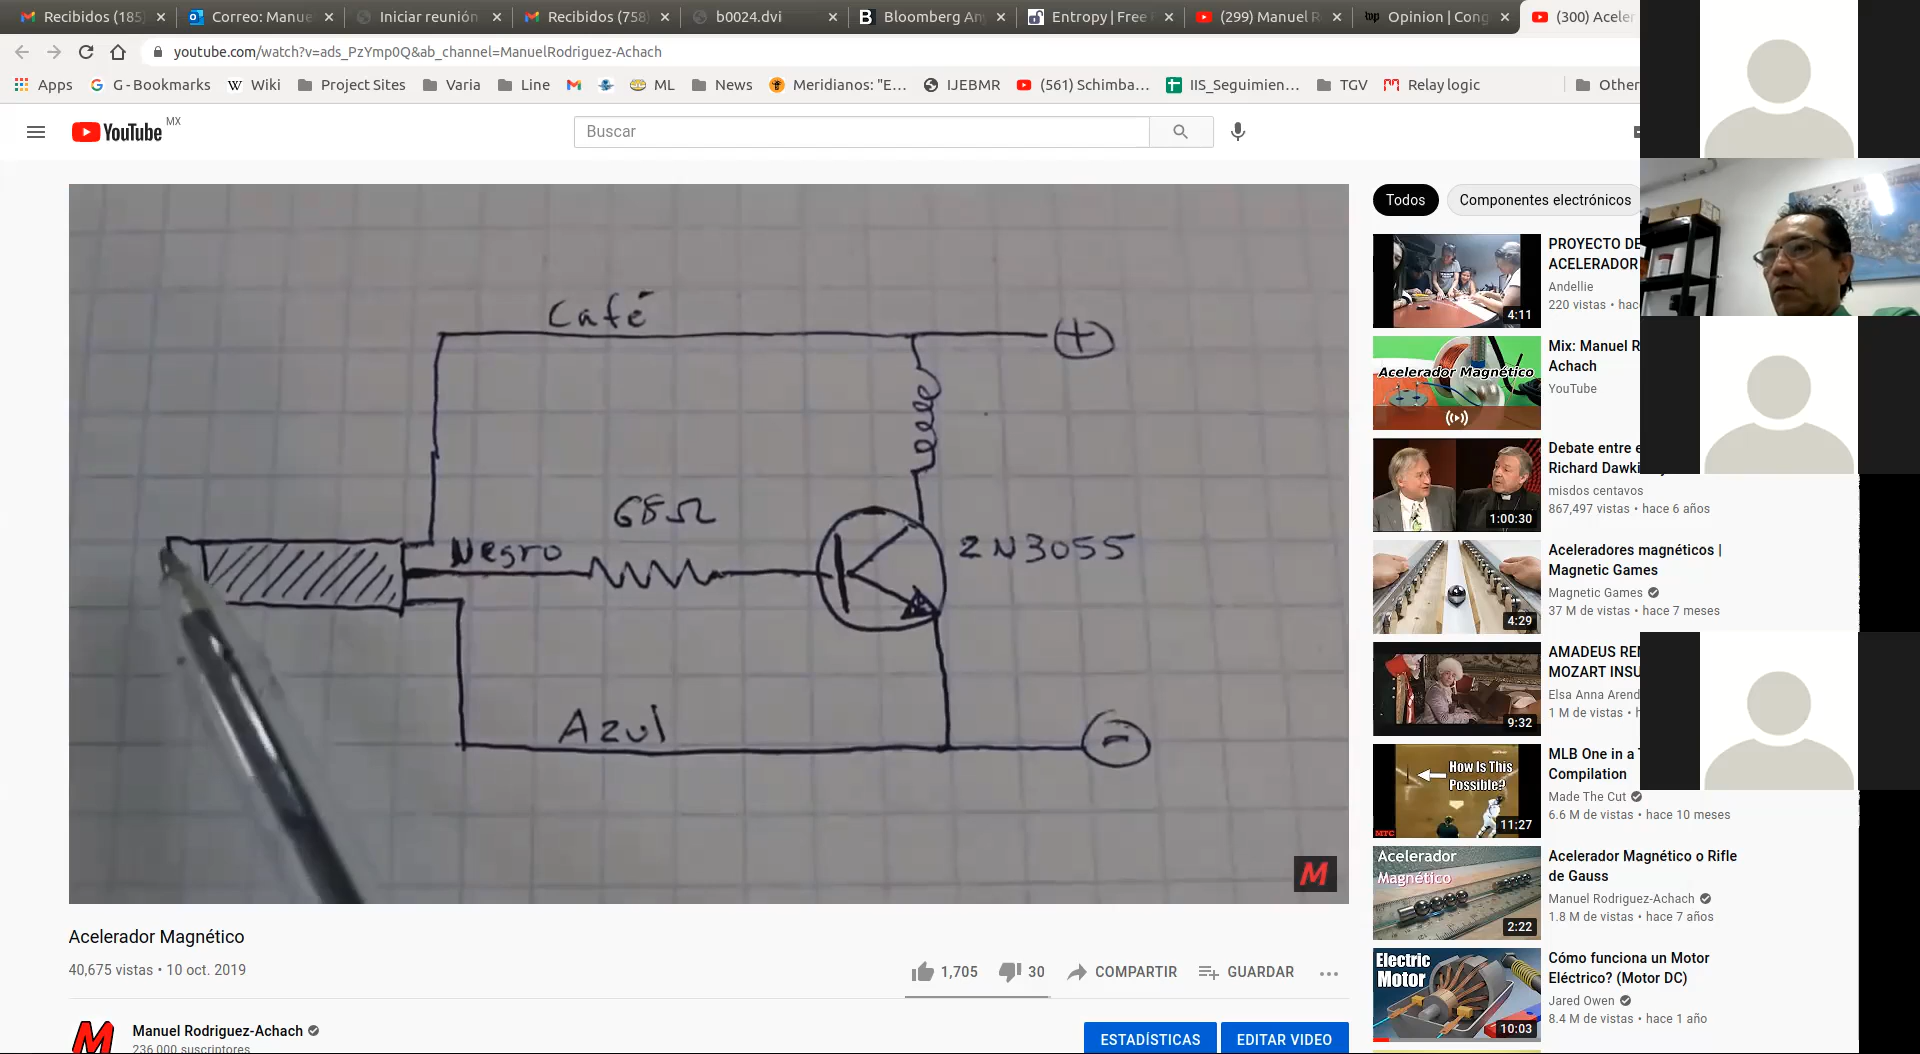 Recibidos (185)
Correo: Manue
Iniciar reunión
Recibidos (758)
b0024.dvi
Bloomberg An
Entropy | Free
(299) Manuel R
Opinion | Cong
(300) Aceler
youtube.com/watch?v=ads_PzYmp0Q&ab_channel=ManuelRodriguez-Achach
Apps
G - Bookmarks
Wiki
Project Sites
Varia
Line
ML
News
Meridianos: "E...
IJEBMR
(561) Schimba...
IIS_Seguimien...
TGV
Relay logic
Other
YouTube MX
Buscar
Café
68Ω
Negro
2N3055
Azul
+
-
M
Acelerador Magnético
40,675 vistas • 10 oct. 2019
1,705
30
COMPARTIR
GUARDAR
M
Manuel Rodriguez-Achach
236,000 suscriptores
ESTADÍSTICAS
EDITAR VIDEO
Todos
Componentes electrónicos
4:11
PROYECTO DE
ACELERADOR
Andellie
220 vistas • hac
Acelerador Magnético
Mix: Manuel R
Achach
YouTube
1:00:30
Debate entre e
Richard Dawki
misdos centavos
867,497 vistas • hace 6 años
4:29
Aceleradores magnéticos |
Magnetic Games
Magnetic Games
37 M de vistas • hace 7 meses
9:32
AMADEUS RE
MOZART INSU
Elsa Anna Arend
1 M de vistas • h
How Is This
Possible?
MTC
11:27
MLB One in a
Compilation
Made The Cut
6.6 M de vistas • hace 10 meses
Acelerador
Magnético
2:22
Acelerador Magnético o Rifle
de Gauss
Manuel Rodriguez-Achach
1.8 M de vistas • hace 7 años
Electric
Motor
10:03
Cómo funciona un Motor
Eléctrico? (Motor DC)
Jared Owen
8.4 M de vistas • hace 1 año